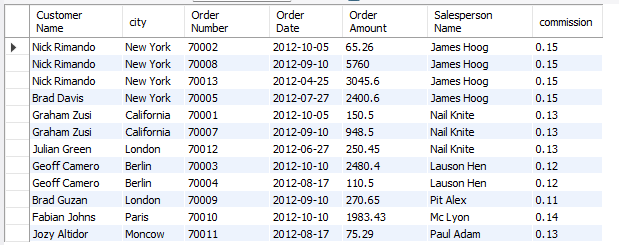 Customer Name city Order Number Order Date Order Amount Salesperson Name commission
Nick Rimando New York 70002 2012-10-05 65.26 James Hoog 0.15
Nick Rimando New York 70008 2012-09-10 5760 James Hoog 0.15
Nick Rimando New York 70013 2012-04-25 3045.6 James Hoog 0.15
Brad Davis New York 70005 2012-07-27 2400.6 James Hoog 0.15
Graham Zusi California 70001 2012-10-05 150.5 Nail Knite 0.13
Graham Zusi California 70007 2012-09-10 948.5 Nail Knite 0.13
Julian Green London 70012 2012-06-27 250.45 Nail Knite 0.13
Geoff Camero Berlin 70003 2012-10-10 2480.4 Lauson Hen 0.12
Geoff Camero Berlin 70004 2012-08-17 110.5 Lauson Hen 0.12
Brad Guzan London 70009 2012-09-10 270.65 Pit Alex 0.11
Fabian Johns Paris 70010 2012-10-10 1983.43 Mc Lyon 0.14
Jozy Altidor Moncow 70011 2012-08-17 75.29 Paul Adam 0.13